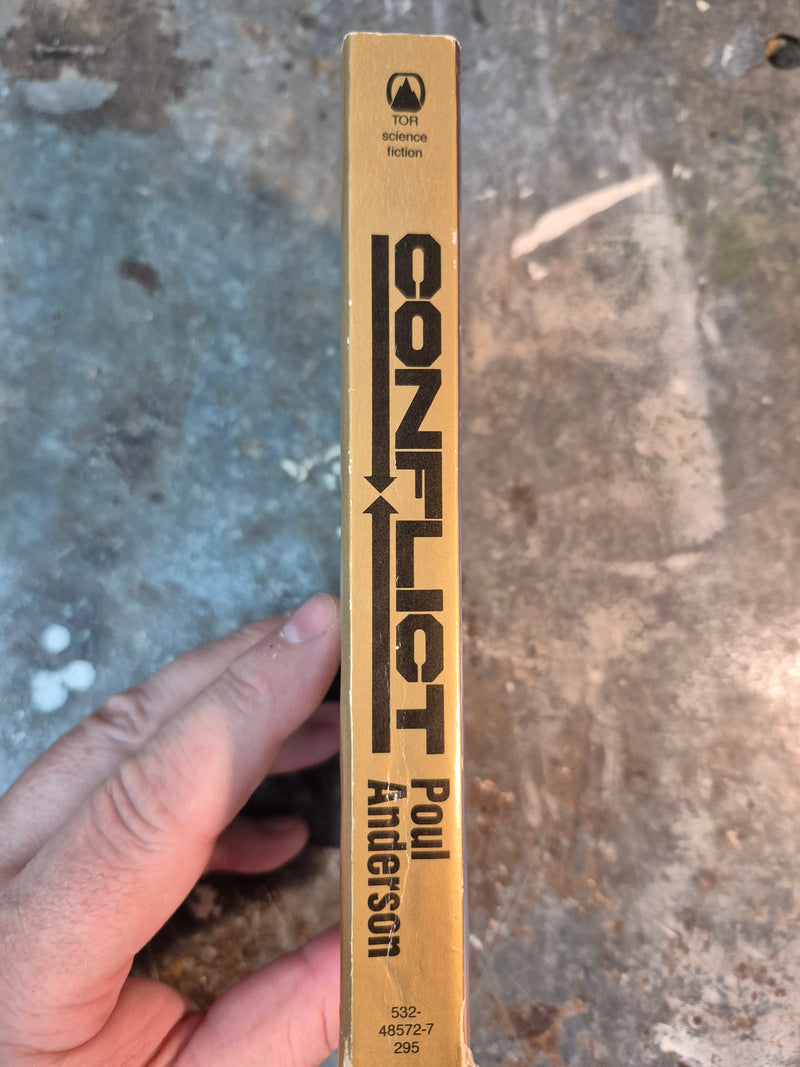 TOR
science
fiction
CONFLICT
Poul
Anderson
532-
48572-7
295